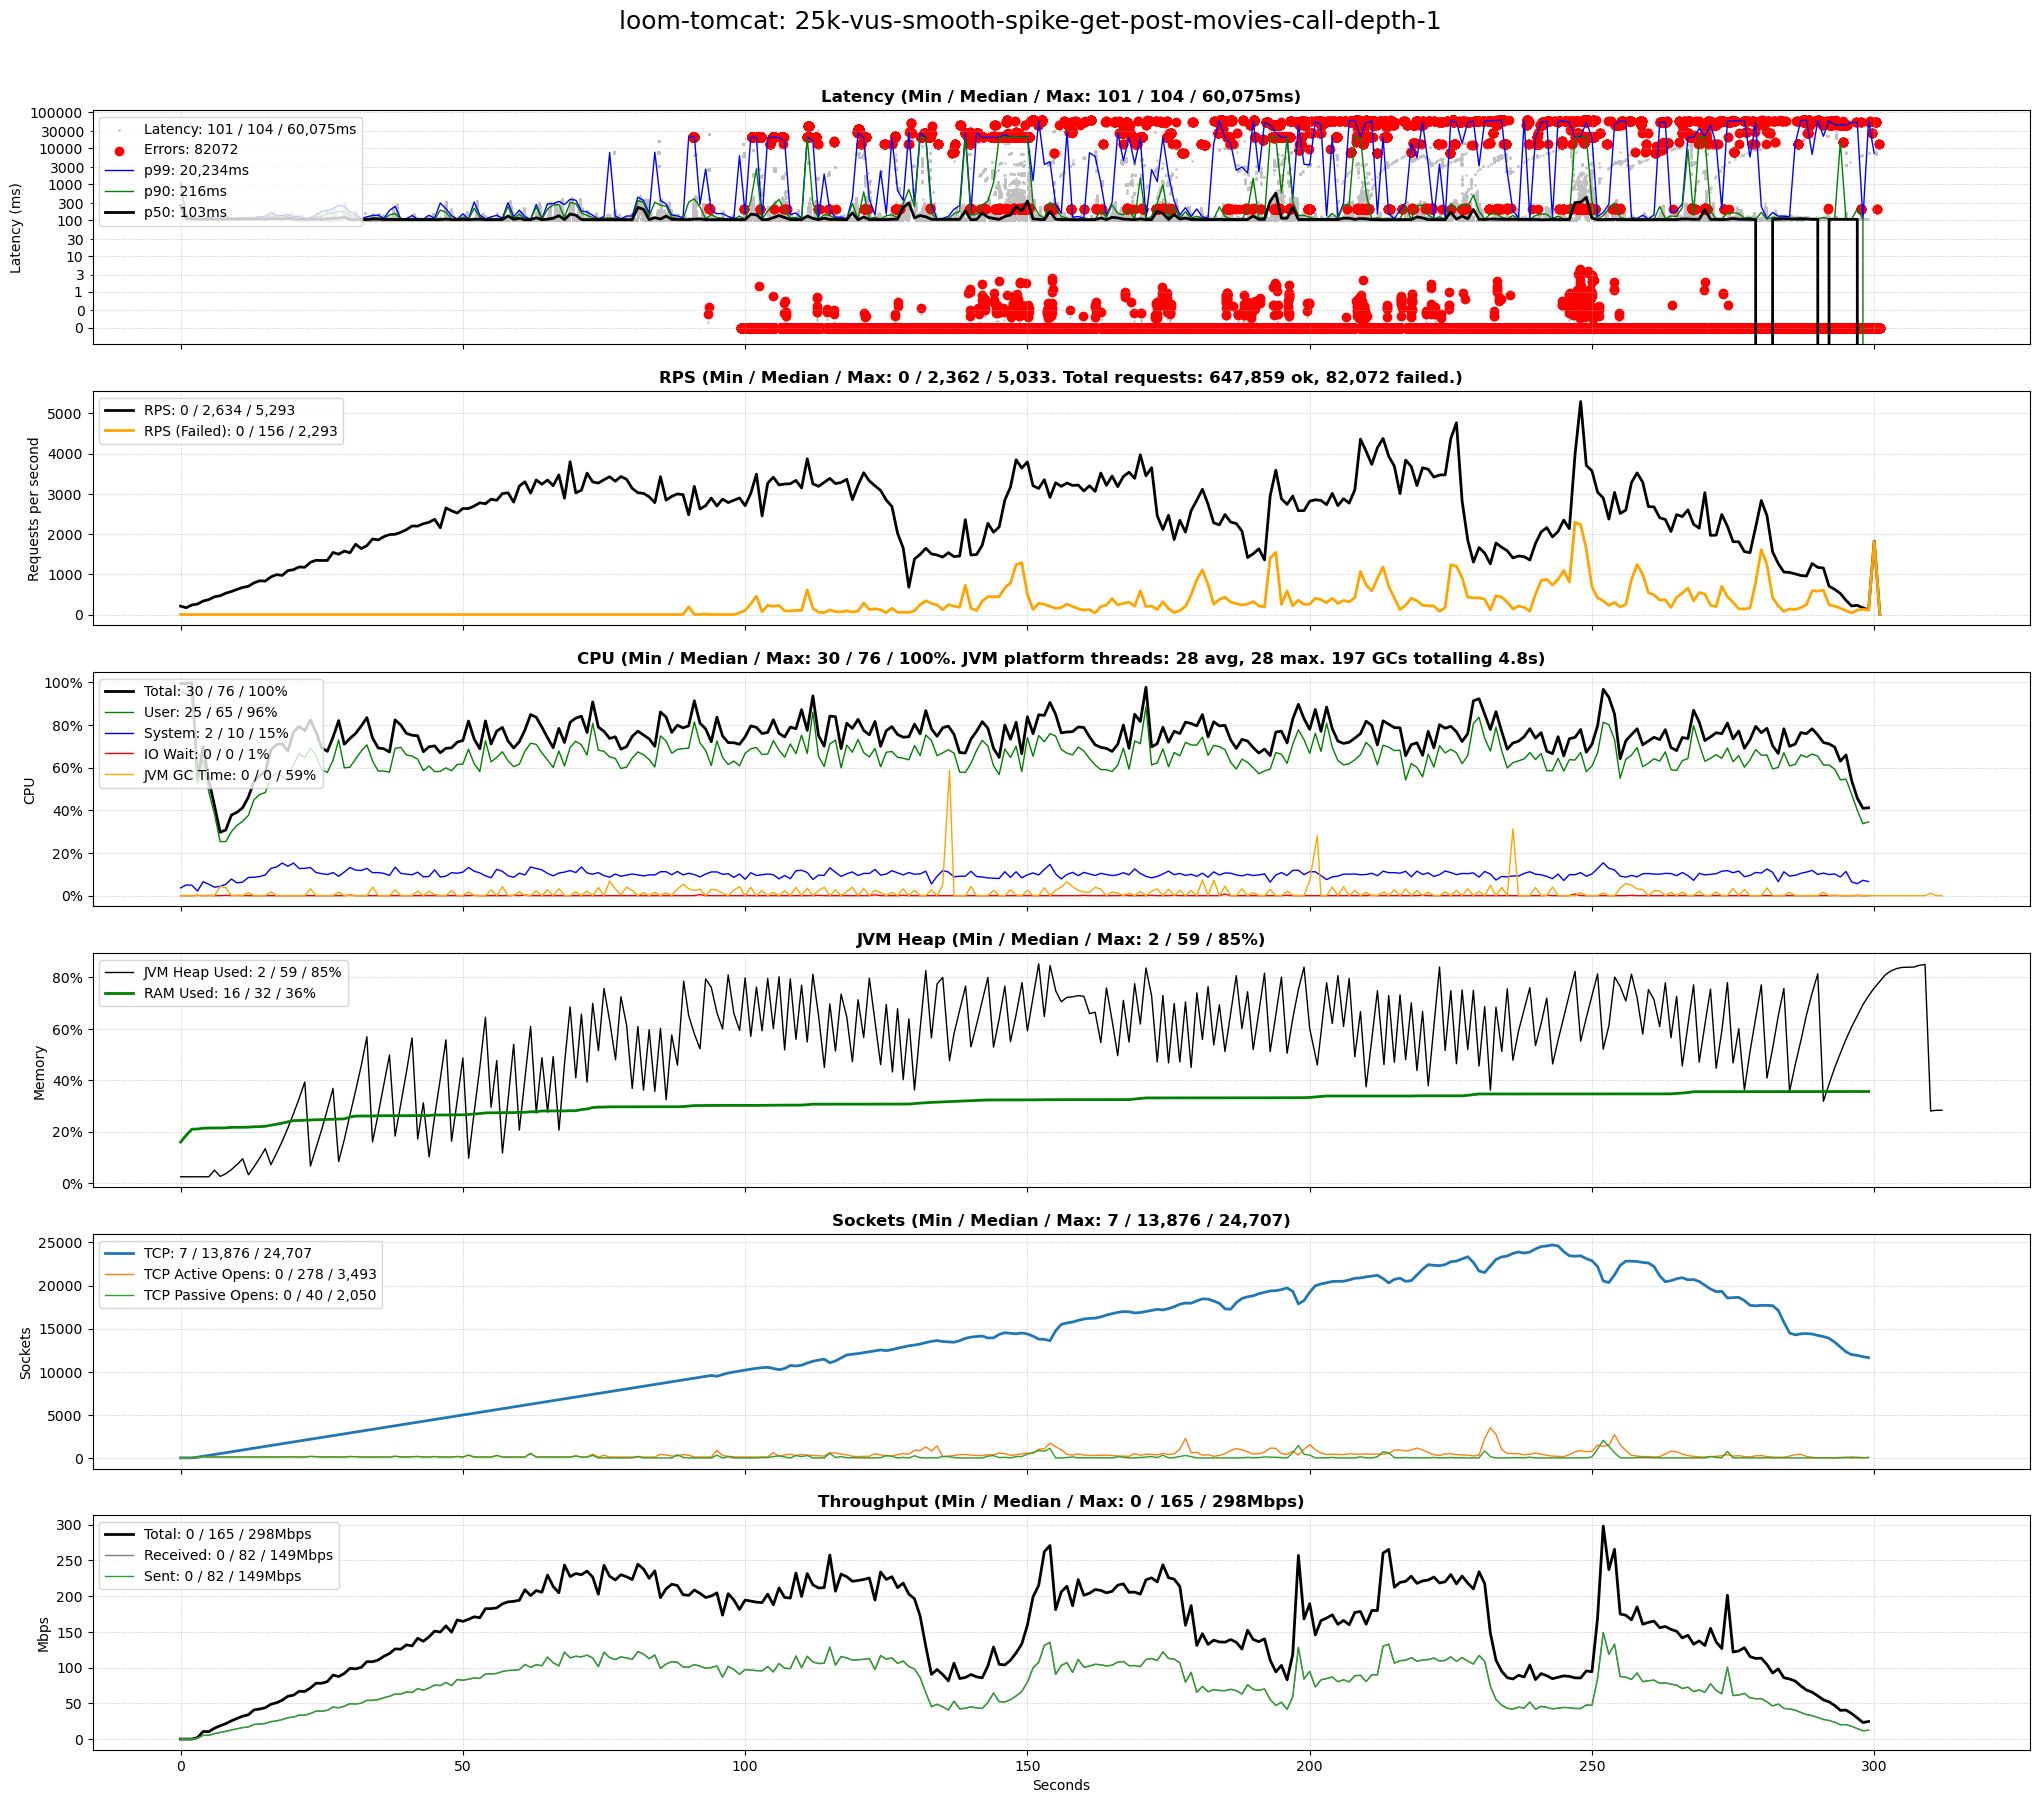 loom-tomcat: 25k-vus-smooth-spike-get-post-movies-call-depth-1
Latency (Min / Median / Max: 101 / 104 / 60,075ms)
Latency (ms)
100000
30000
10000
3000
1000
300
100
30
10
3
1
0
0
Latency: 101 / 104 / 60,075ms
Errors: 82072
p99: 20,234ms
p90: 216ms
p50: 103ms
RPS (Min / Median / Max: 0 / 2,362 / 5,033. Total requests: 647,859 ok, 82,072 failed.)
Requests per second
5000
4000
3000
2000
1000
0
RPS: 0 / 2,634 / 5,293
RPS (Failed): 0 / 156 / 2,293
CPU (Min / Median / Max: 30 / 76 / 100%. JVM platform threads: 28 avg, 28 max. 197 GCs totalling 4.8s)
CPU
100%
80%
60%
40%
20%
0%
Total: 30 / 76 / 100%
User: 25 / 65 / 96%
System: 2 / 10 / 15%
IO Wait: 0 / 0 / 1%
JVM GC Time: 0 / 0 / 59%
JVM Heap (Min / Median / Max: 2 / 59 / 85%)
Memory
80%
60%
40%
20%
0%
JVM Heap Used: 2 / 59 / 85%
RAM Used: 16 / 32 / 36%
Sockets (Min / Median / Max: 7 / 13,876 / 24,707)
Sockets
25000
20000
15000
10000
5000
0
TCP: 7 / 13,876 / 24,707
TCP Active Opens: 0 / 278 / 3,493
TCP Passive Opens: 0 / 40 / 2,050
Throughput (Min / Median / Max: 0 / 165 / 298Mbps)
Mbps
300
250
200
150
100
50
0
Total: 0 / 165 / 298Mbps
Received: 0 / 82 / 149Mbps
Sent: 0 / 82 / 149Mbps
0 50 100 150 200 250 300
Seconds